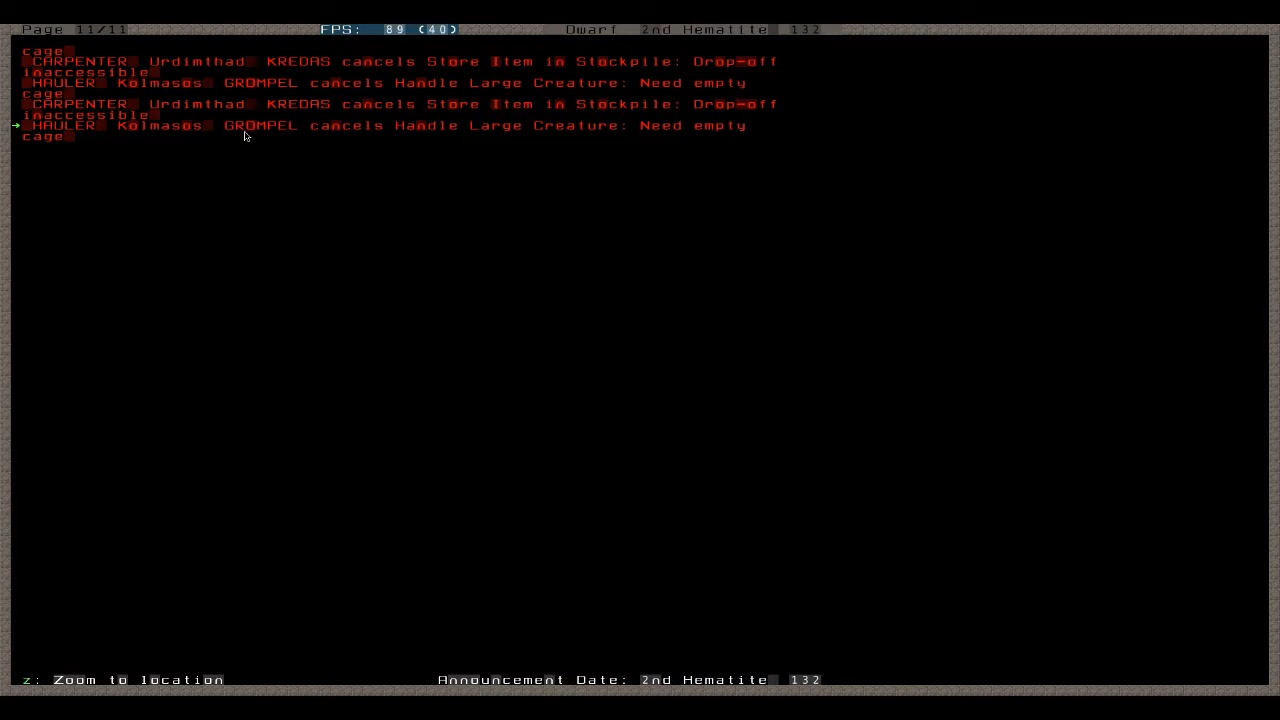 Page 11/11 FPS: 89 (40) Dwarf 2nd Hematite 132
cage
CARPENTER Urdimthad KREDAS cancels Store Item in Stockpile: Drop-off
inaccessible
HAULER Kolmasos GROMPEL cancels Handle Large Creature: Need empty
cage
CARPENTER Urdimthad KREDAS cancels Store Item in Stockpile: Drop-off
inaccessible
→ HAULER Kolmasos GROMPEL cancels Handle Large Creature: Need empty
cage
z: Zoom to location Announcement Date: 2nd Hematite 132